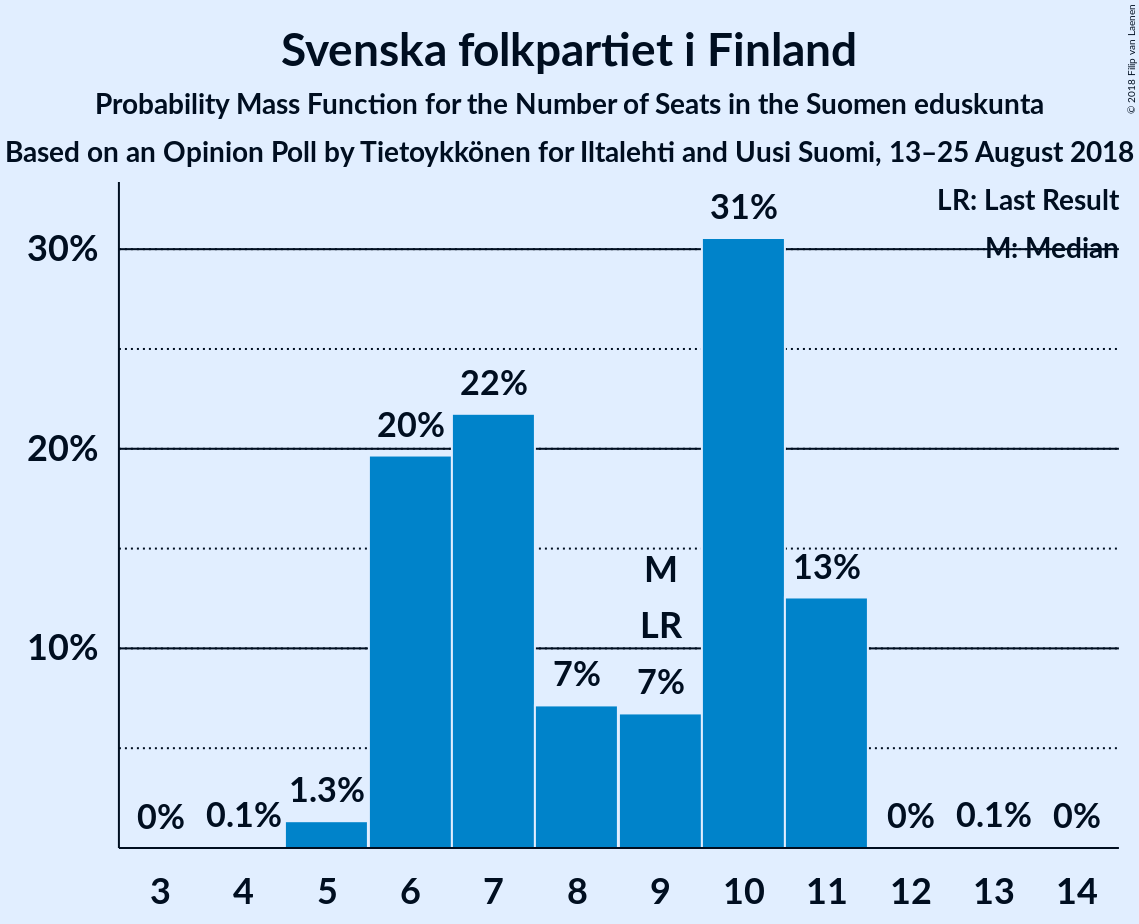 Svenska folkpartiet i Finland
Probability Mass Function for the Number of Seats in the Suomen eduskunta
Based on an Opinion Poll by Tietoykkönen for Iltalehti and Uusi Suomi, 13–25 August 2018
© 2018 Filip van Laenen
LR: Last Result
M: Median
30%
20%
10%
0%
0.1%
1.3%
20%
22%
7%
M
LR
7%
31%
13%
0%
0.1%
0%
3 4 5 6 7 8 9 10 11 12 13 14